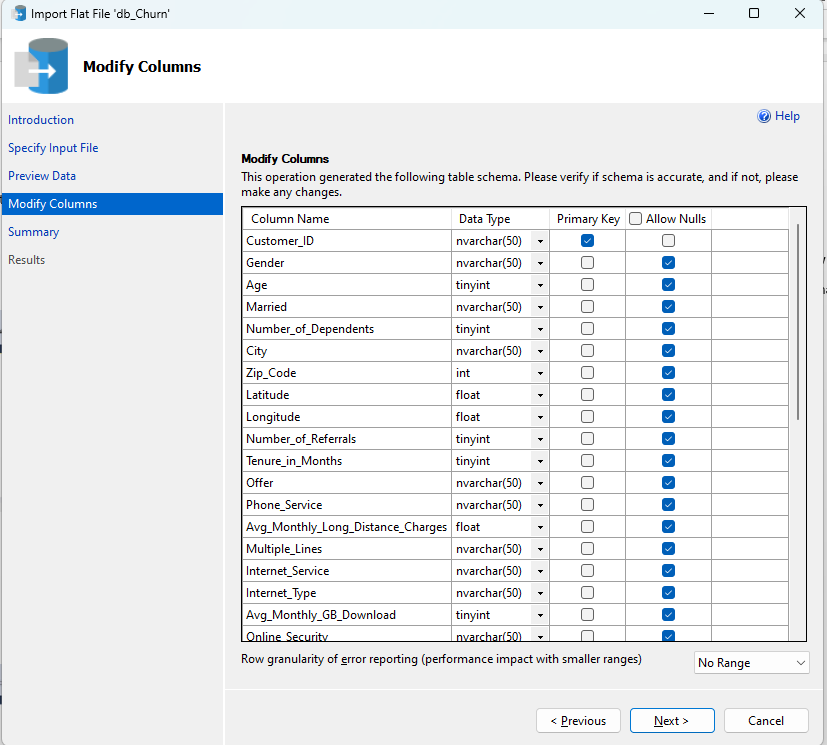 Import Flat File 'db_Churn'
Modify Columns
Introduction
Specify Input File
Preview Data
Modify Columns
Summary
Results
Help
Modify Columns
This operation generated the following table schema. Please verify if schema is accurate, and if not, please
make any changes.
Column Name Data Type Primary Key Allow Nulls
Customer_ID nvarchar(50)
Gender nvarchar(50)
Age tinyint
Married nvarchar(50)
Number_of_Dependents tinyint
City nvarchar(50)
Zip_Code int
Latitude float
Longitude float
Number_of_Referrals tinyint
Tenure_in_Months tinyint
Offer nvarchar(50)
Phone_Service nvarchar(50)
Avg_Monthly_Long_Distance_Charges float
Multiple_Lines nvarchar(50)
Internet_Service nvarchar(50)
Internet_Type nvarchar(50)
Avg_Monthly_GB_Download tinyint
Online_Security nvarchar(50)
Row granularity of error reporting (performance impact with smaller ranges) No Range
< Previous Next > Cancel